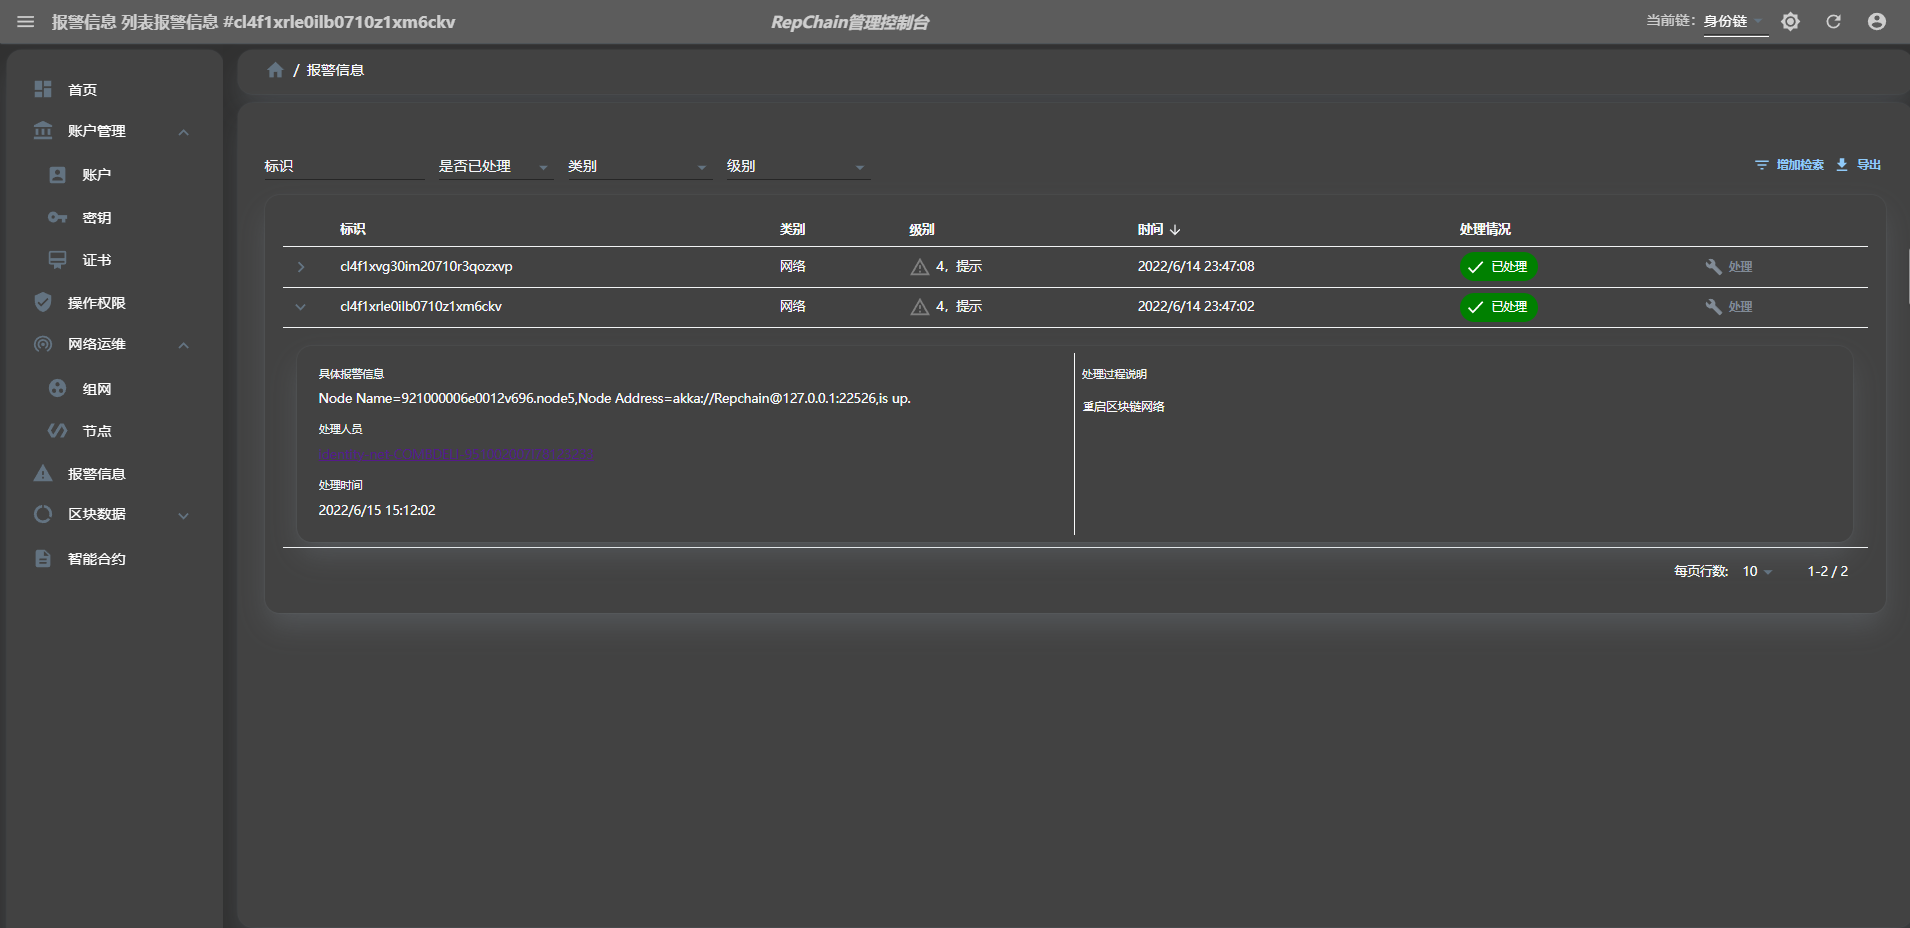 报警信息 列表报警信息 #cl4f1xrle0ilb0710z1xm6ckv
RepChain管理控制台
当前链: 身份链
首页
账户管理
账户
密钥
证书
操作权限
网络运维
组网
节点
报警信息
区块数据
智能合约
/ 报警信息
标识 是否已处理 类别 级别
增加检索 导出
标识 类别 级别 时间 处理情况
cl4f1xvg30im20710r3qozxvp 网络 4，提示 2022/6/14 23:47:08 已处理 处理
cl4f1xrle0ilb0710z1xm6ckv 网络 4，提示 2022/6/14 23:47:02 已处理 处理
具体报警信息
Node Name=921000006e0012v696.node5,Node Address=akka://Repchain@127.0.0.1:22526,is up.
处理人员
处理时间
2022/6/15 15:12:02
处理过程说明
重启区块链网络
每页行数: 10 1-2 / 2